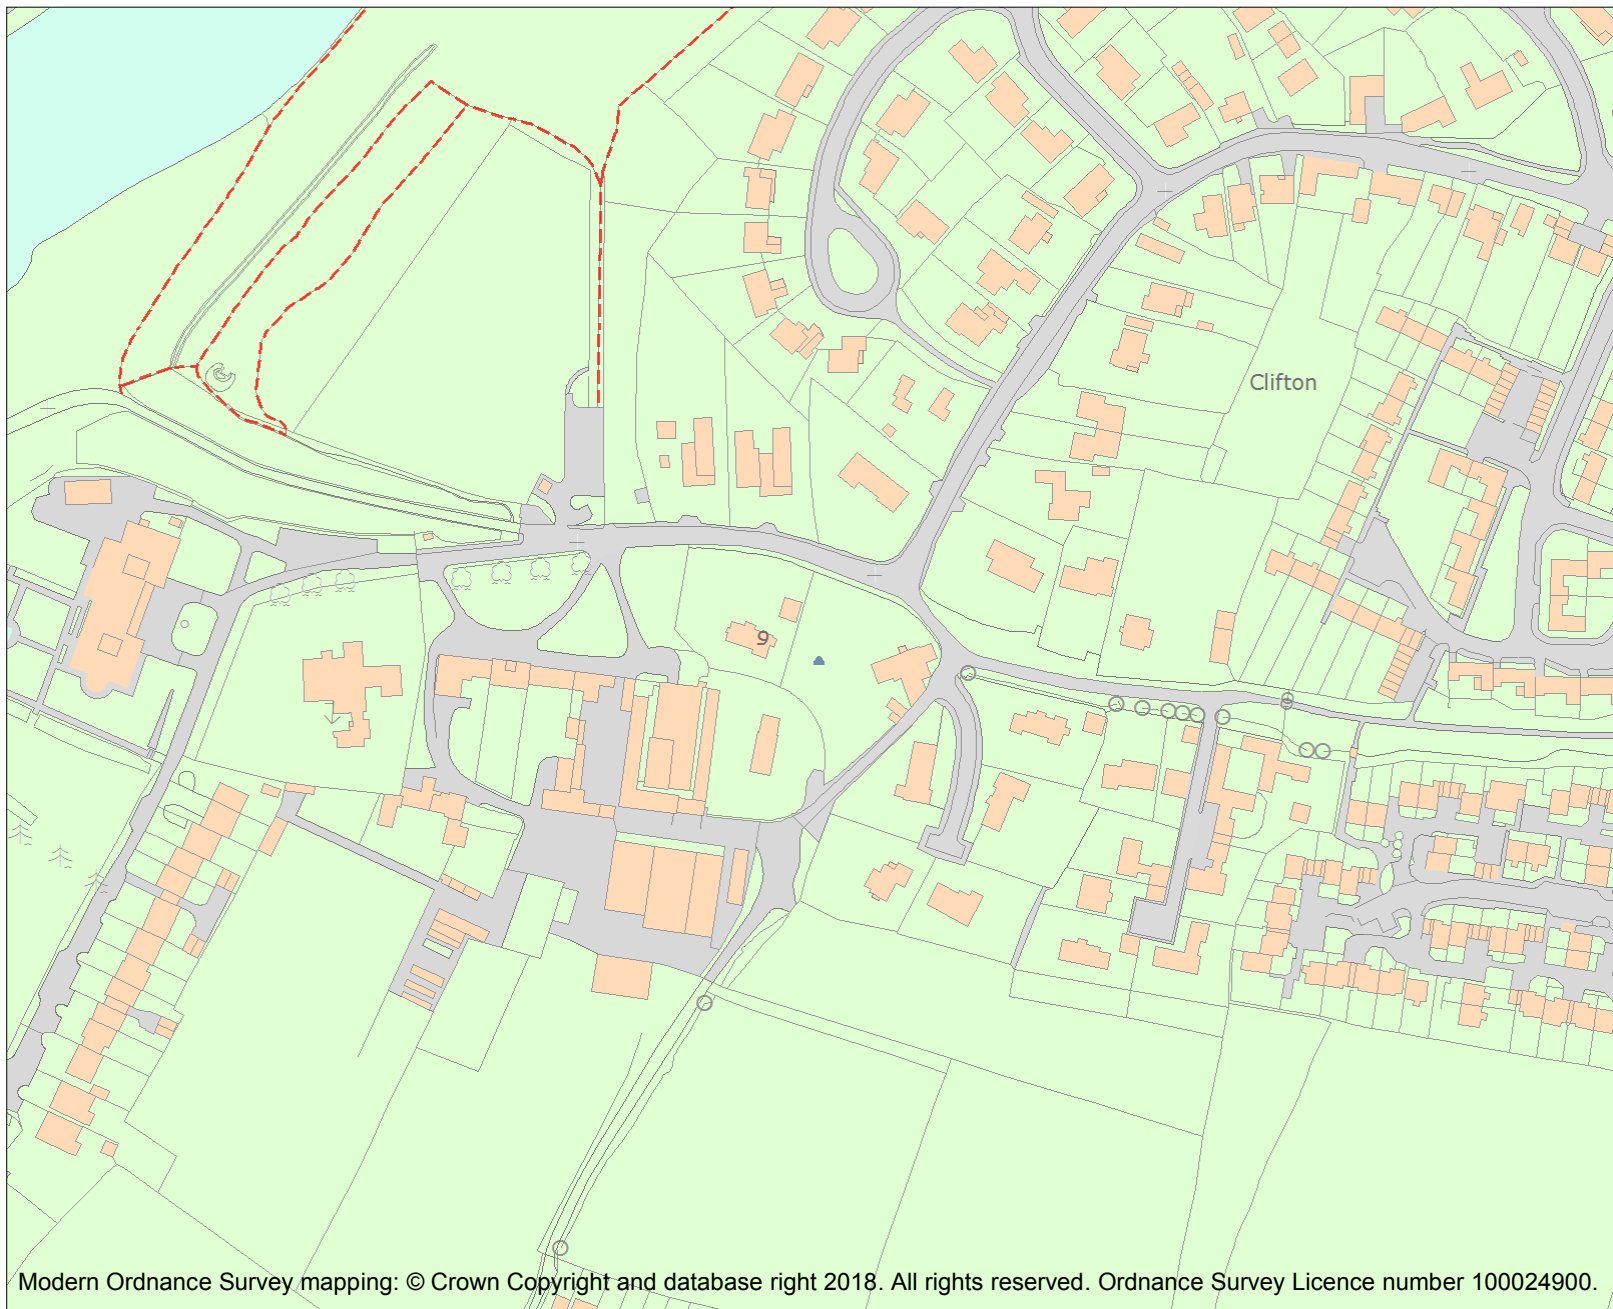 Clifton
9
Modern Ordnance Survey mapping: © Crown Copyright and database right 2018. All rights reserved. Ordnance Survey Licence number 100024900.